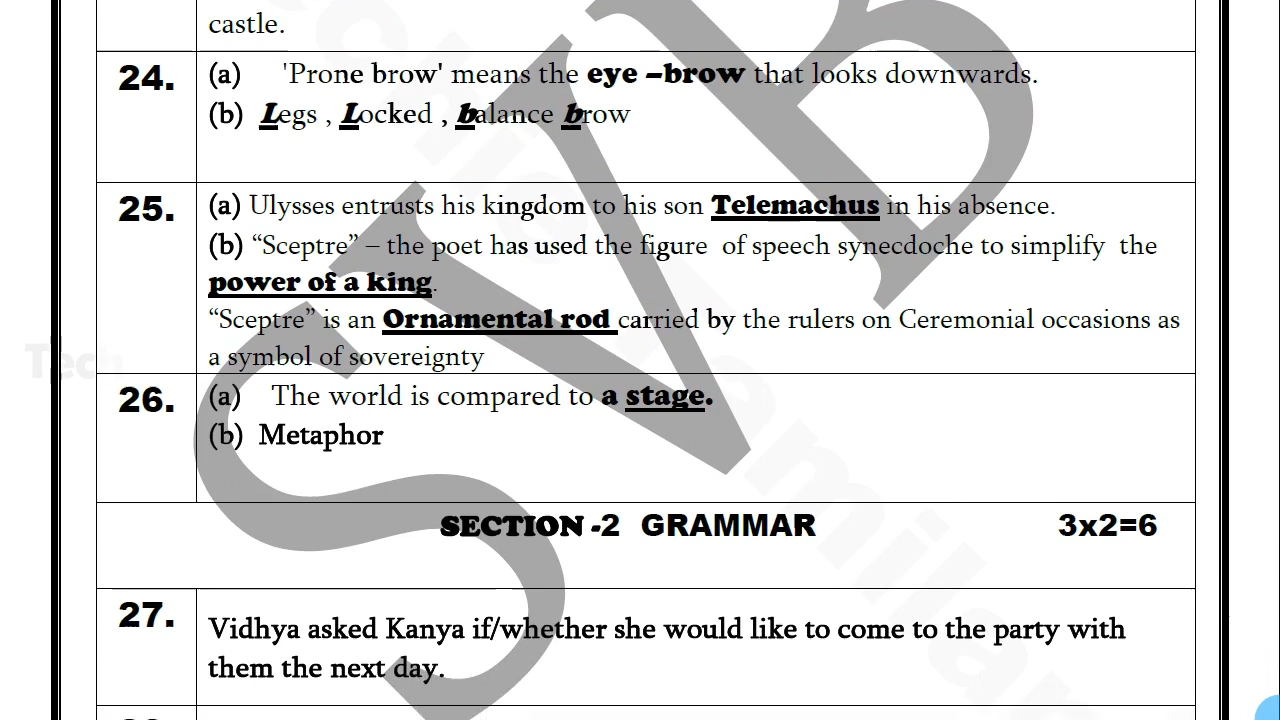 castle.
24. (a) 'Prone brow' means the eye –brow that looks downwards.
(b) Legs , Locked , balance brow
25. (a) Ulysses entrusts his kingdom to his son Telemachus in his absence.
(b) “Sceptre” – the poet has used the figure of speech synecdoche to simplify the
power of a king.
“Sceptre” is an Ornamental rod carried by the rulers on Ceremonial occasions as
a symbol of sovereignty
26. (a) The world is compared to a stage.
(b) Metaphor
SECTION -2 GRAMMAR 3x2=6
27. Vidhya asked Kanya if/whether she would like to come to the party with
them the next day.